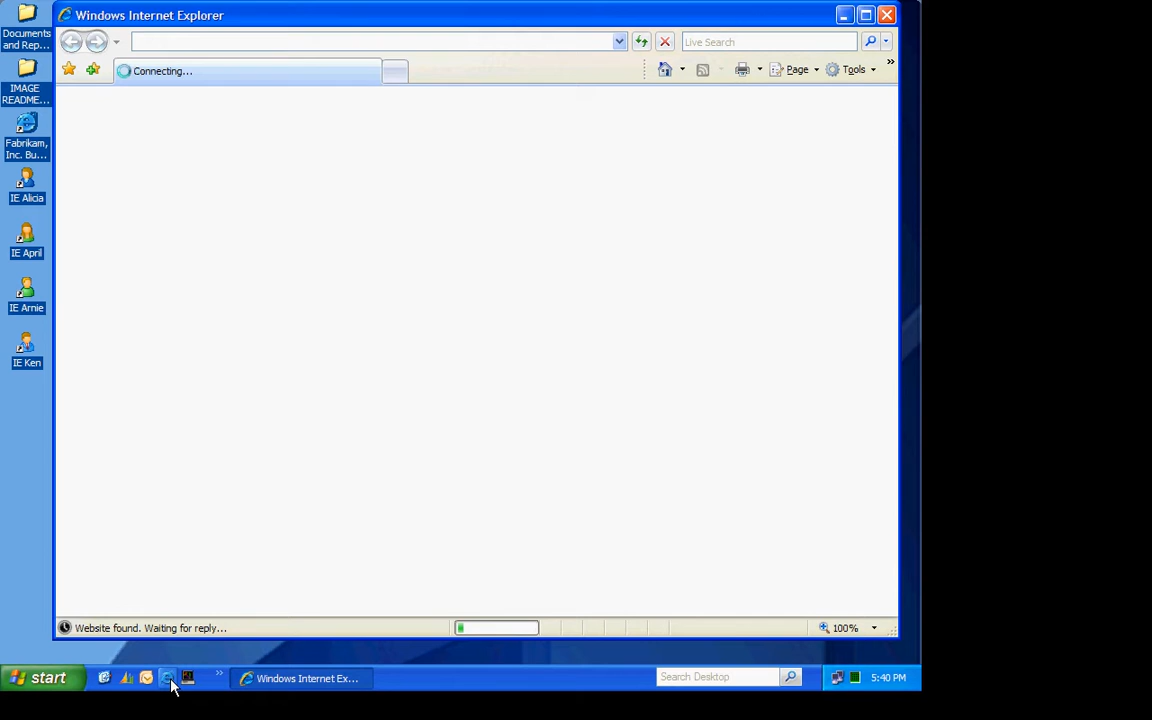 Windows Internet Explorer
Live Search
Connecting...
Page
Tools
»
Documents
and Rep...
IMAGE
README...
Fabrikam,
Inc. Bu...
IE Alicia
IE April
IE Arnie
IE Ken
Website found. Waiting for reply...
100%
start
»
Windows Internet Ex...
Search Desktop
5:40 PM